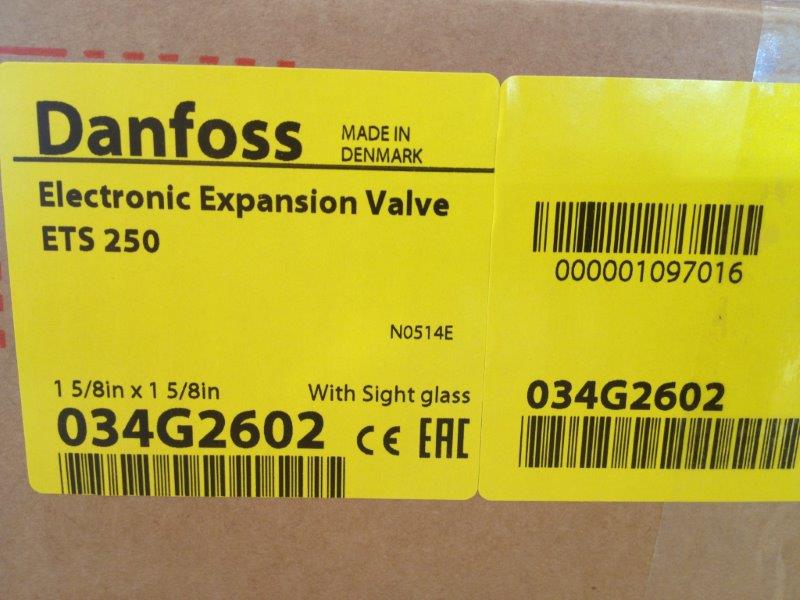 Danfoss
MADE IN
DENMARK
Electronic Expansion Valve
ETS 250
N0514E
1 5/8in x 1 5/8in
With Sight glass
034G2602
CE EAC
000001097016
034G2602